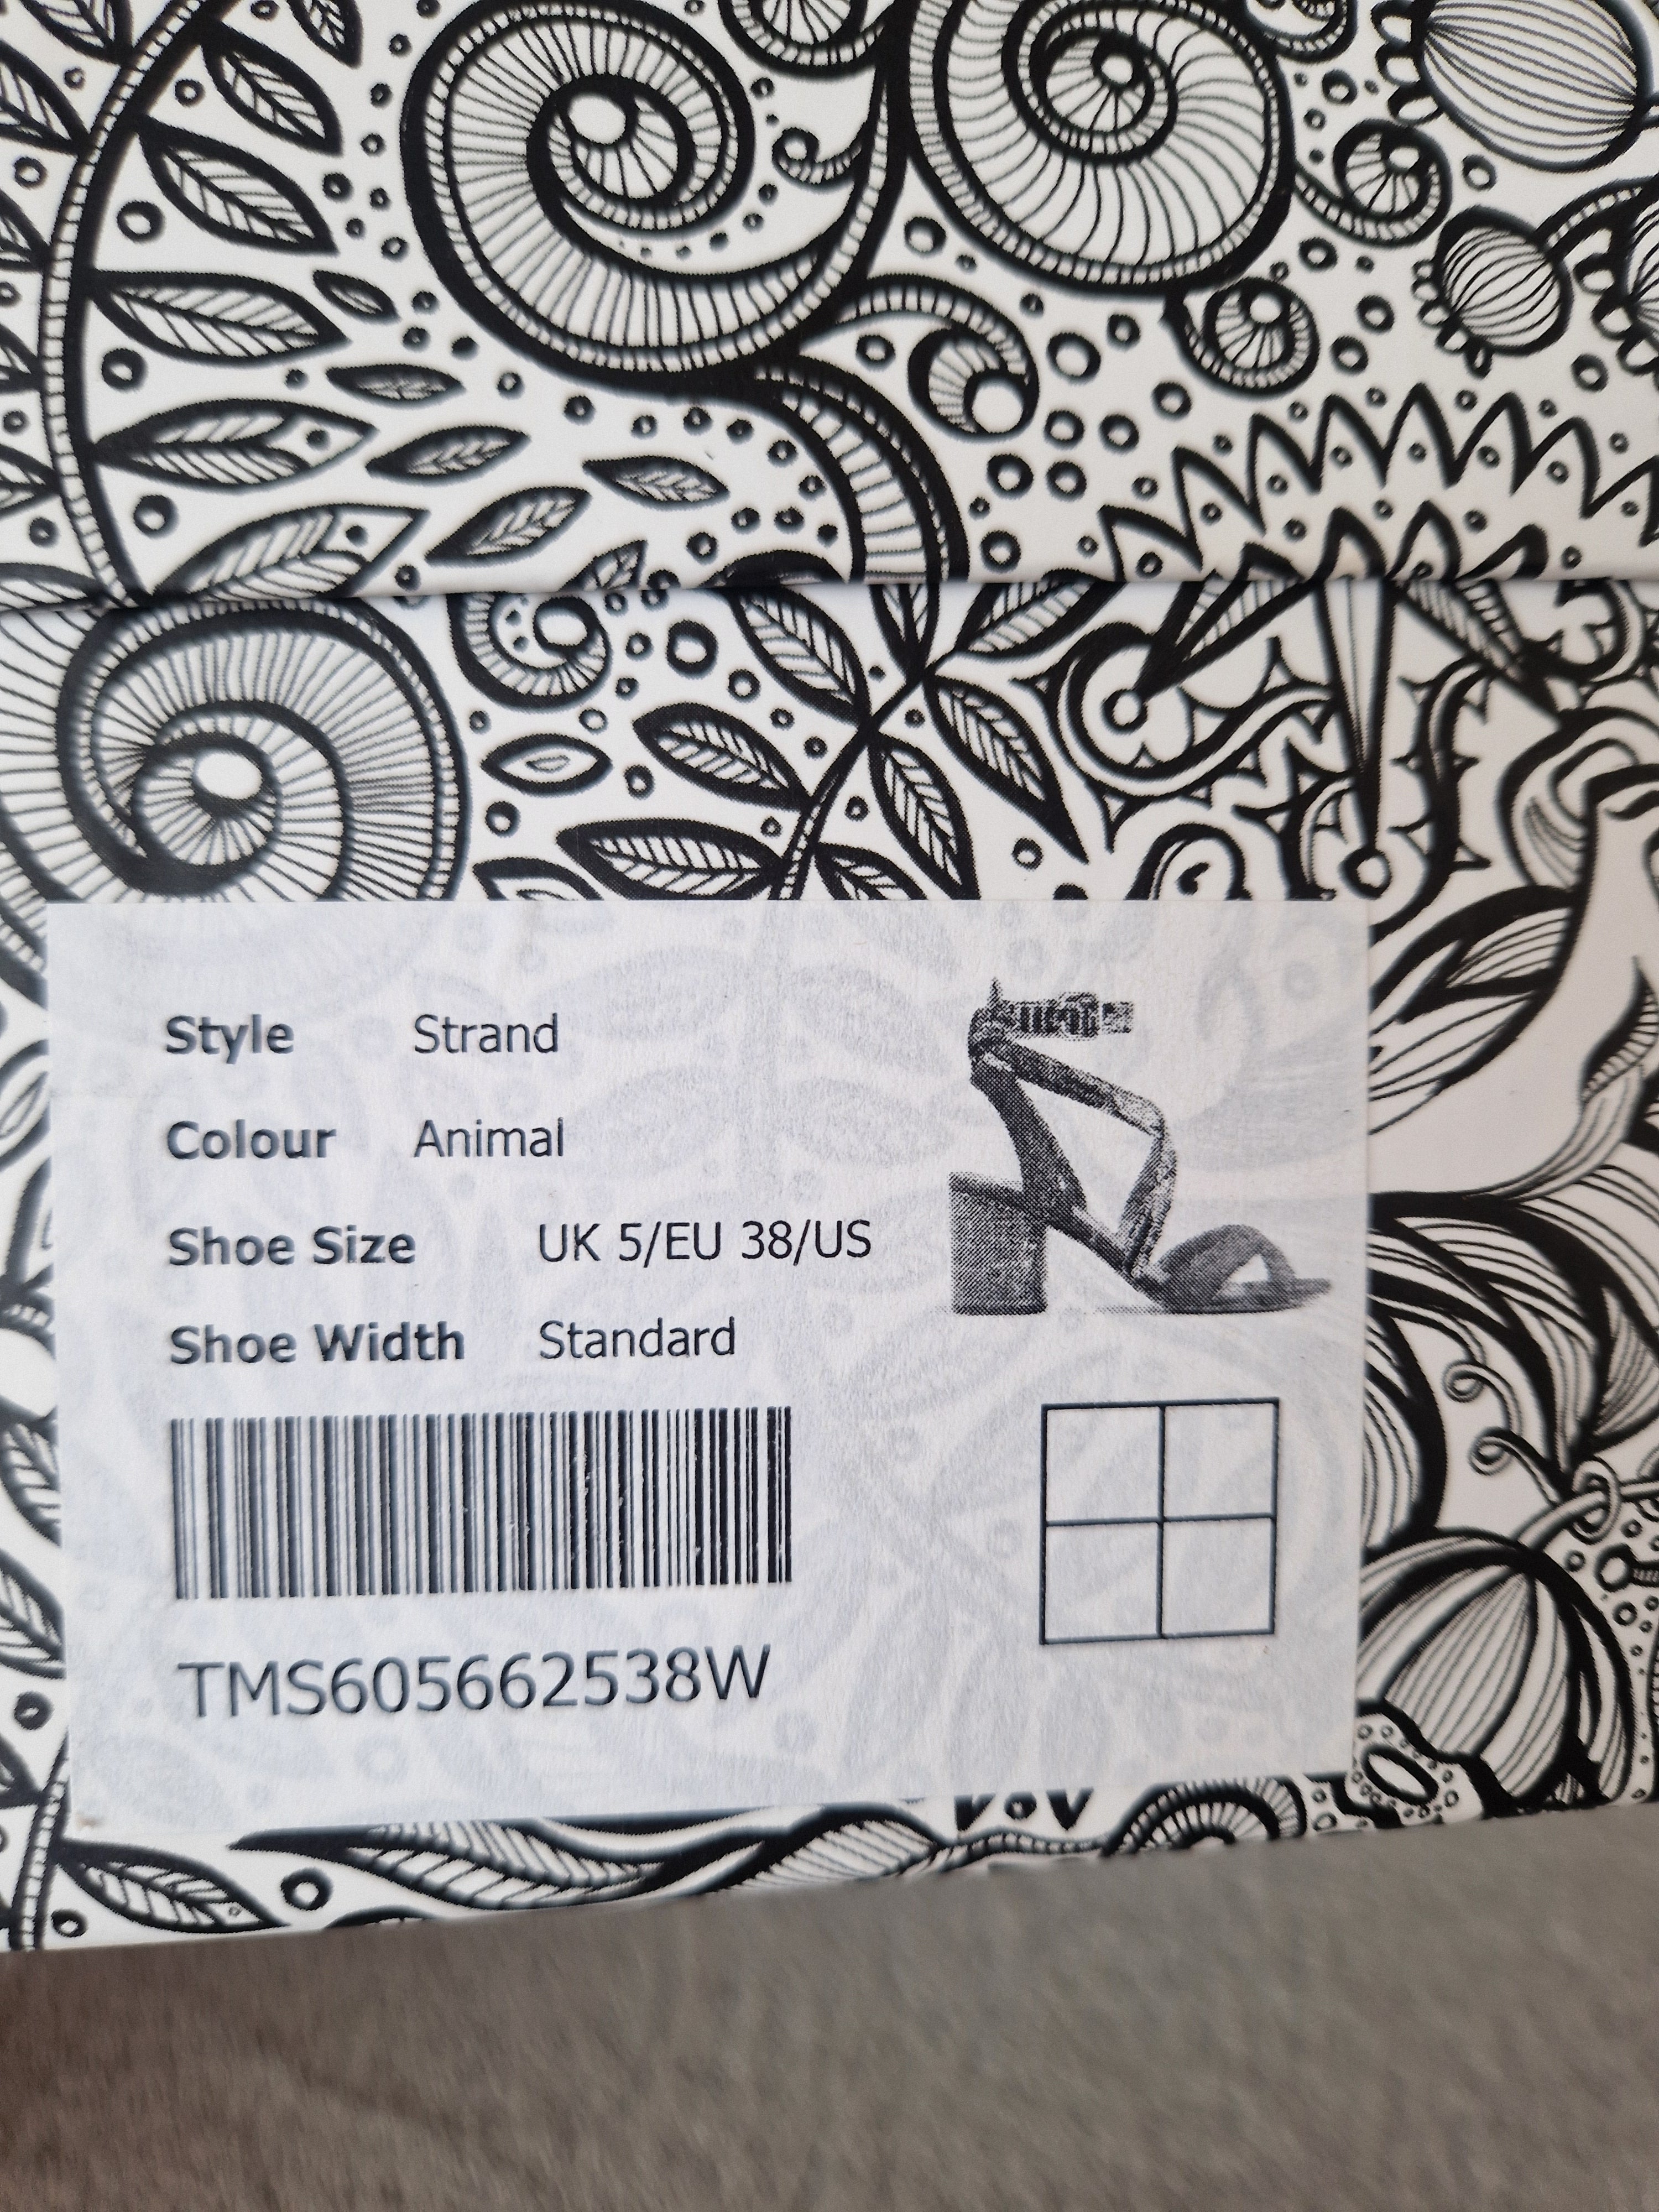 Style Strand
Colour Animal
Shoe Size UK 5/EU 38/US
Shoe Width Standard
TMS605662538W